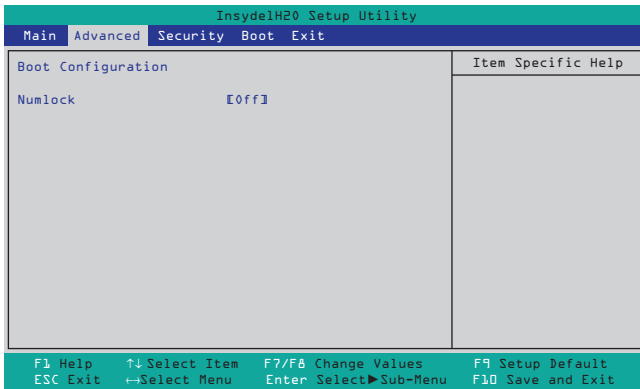 InsydelH20 Setup Utility
Main Advanced Security Boot Exit
Boot Configuration
Item Specific Help
Numlock [Off]
F1 Help ↑↓ Select Item F7/F8 Change Values F9 Setup Default
ESC Exit ↔Select Menu Enter Select▶Sub-Menu F10 Save and Exit